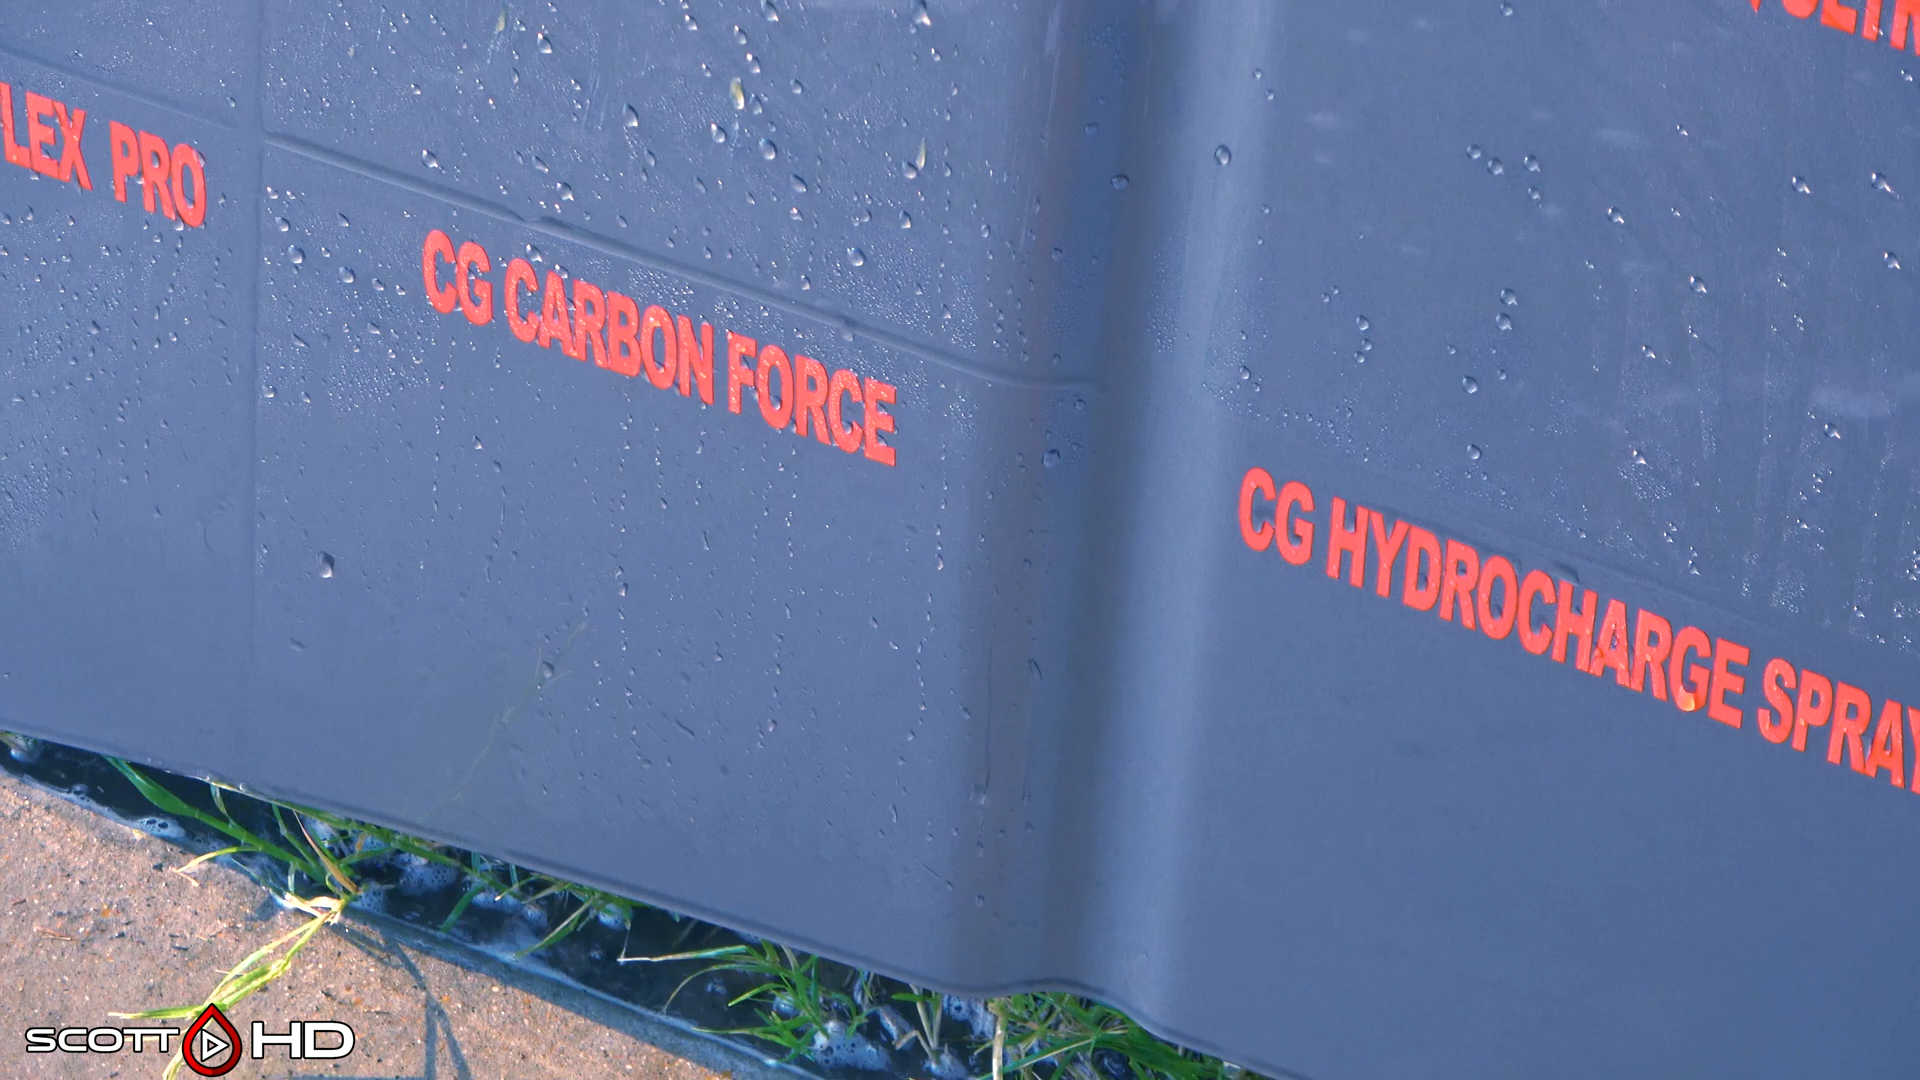 LEX PRO
CG CARBON FORCE
CG HYDROCHARGE SPRAY
SCOTT HD